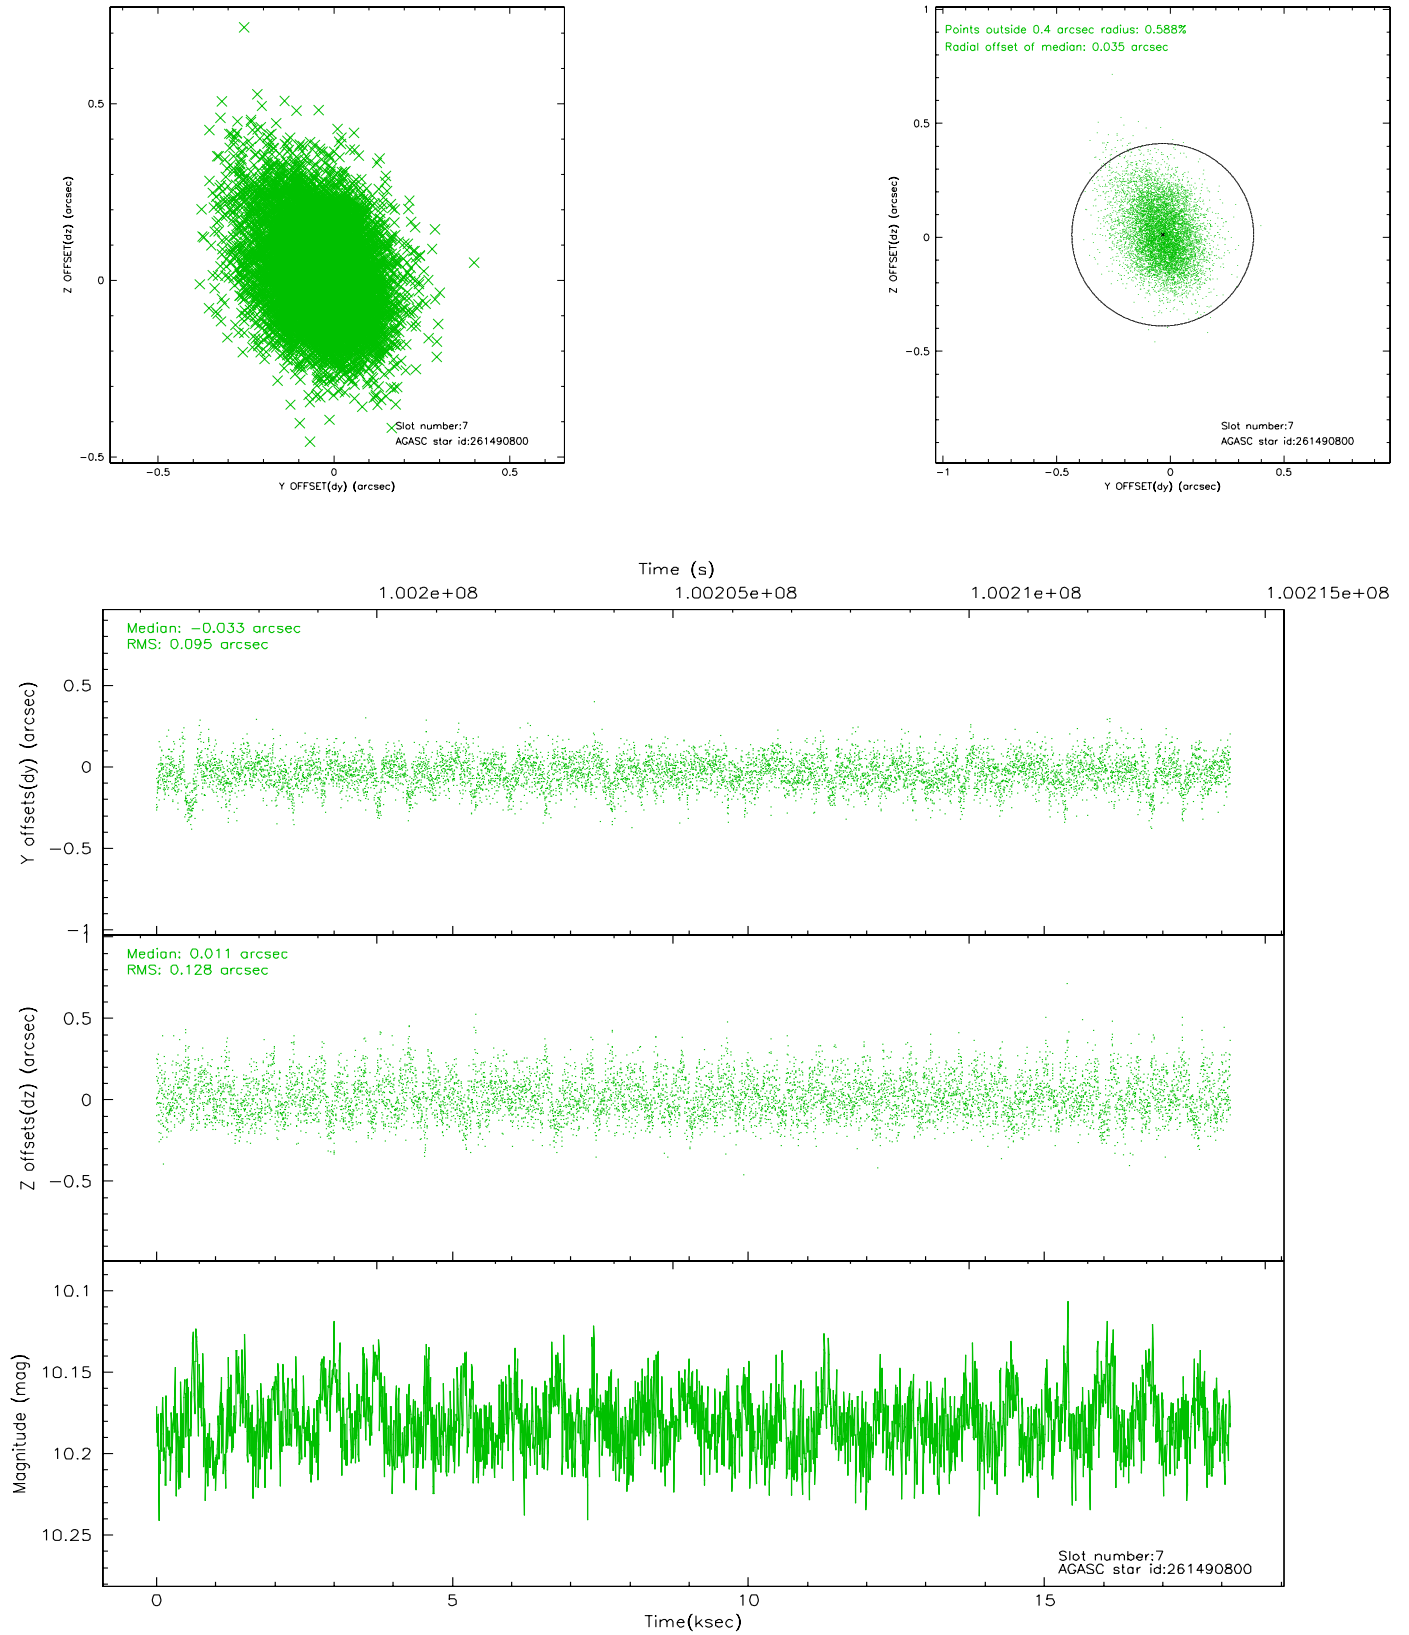 0.5
0
−0.5
Z OFFSET(dz) (arcsec)
Slot number:7
AGASC star id:261490800
−0.5
0
0.5
Y OFFSET(dy) (arcsec)
Points outside 0.4 arcsec radius: 0.588%
Radial offset of median: 0.035 arcsec
1
0.5
0
−0.5
Z OFFSET(dz) (arcsec)
Slot number:7
AGASC star id:261490800
−1
−0.5
0
0.5
Y OFFSET(dy) (arcsec)
Time (s)
1.002e+08
1.00205e+08
1.0021e+08
1.00215e+08
Median: −0.033 arcsec
RMS: 0.095 arcsec
0.5
0
−0.5
−1
Y offsets(dy) (arcsec)
1
Median: 0.011 arcsec
RMS: 0.128 arcsec
0.5
0
−0.5
Z offsets(dz) (arcsec)
10.1
10.15
10.2
10.25
Magnitude (mag)
Slot number:7
AGASC star id:261490800
0
5
10
15
Time(ksec)